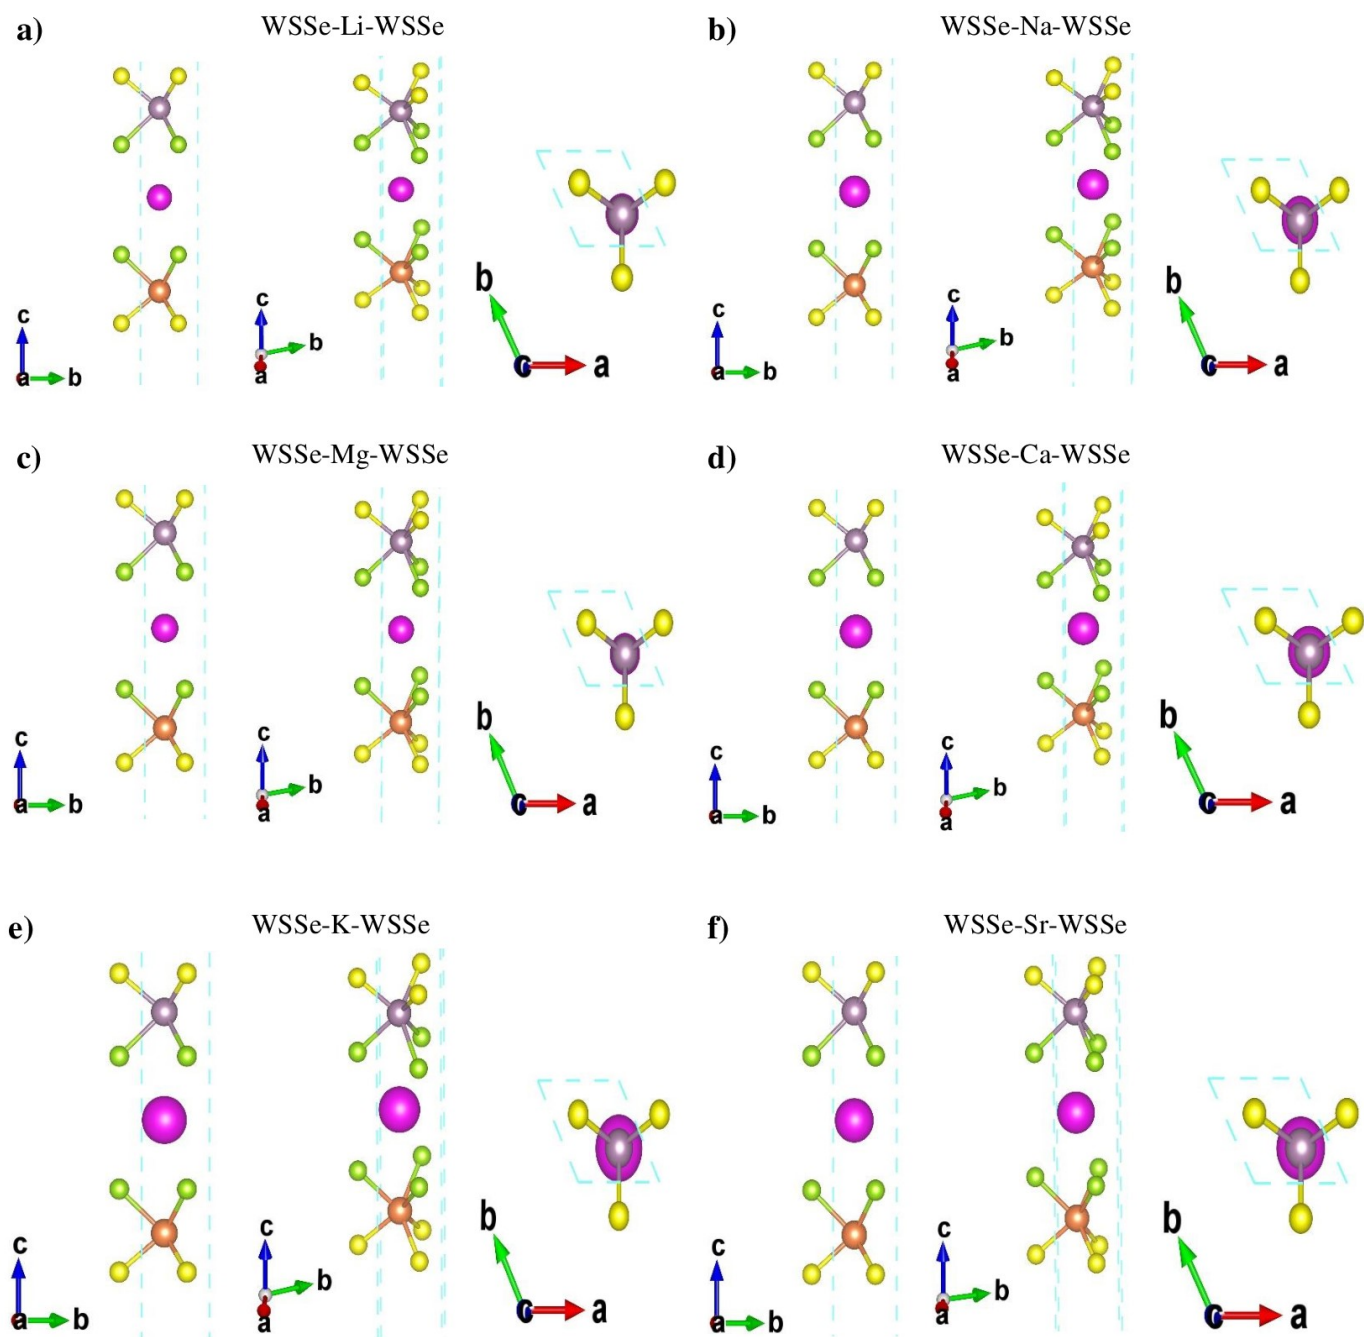 a) WSSe-Li-WSSe
b) WSSe-Na-WSSe
c b a
c b a
b c a
c b a
c b a
b c a
c) WSSe-Mg-WSSe
d) WSSe-Ca-WSSe
c a b
c b a
b c a
c a b
c b a
b c a
e) WSSe-K-WSSe
f) WSSe-Sr-WSSe
c a b
c b a
b c a
c a b
c b a
b c a